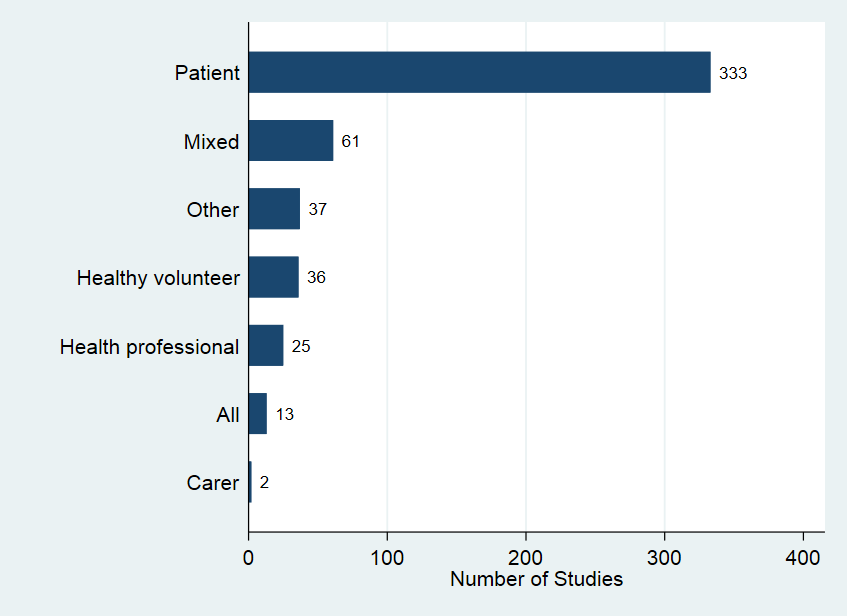 Patient 333
Mixed 61
Other 37
Healthy volunteer 36
Health professional 25
All 13
Carer 2
0 100 200 300 400
Number of Studies